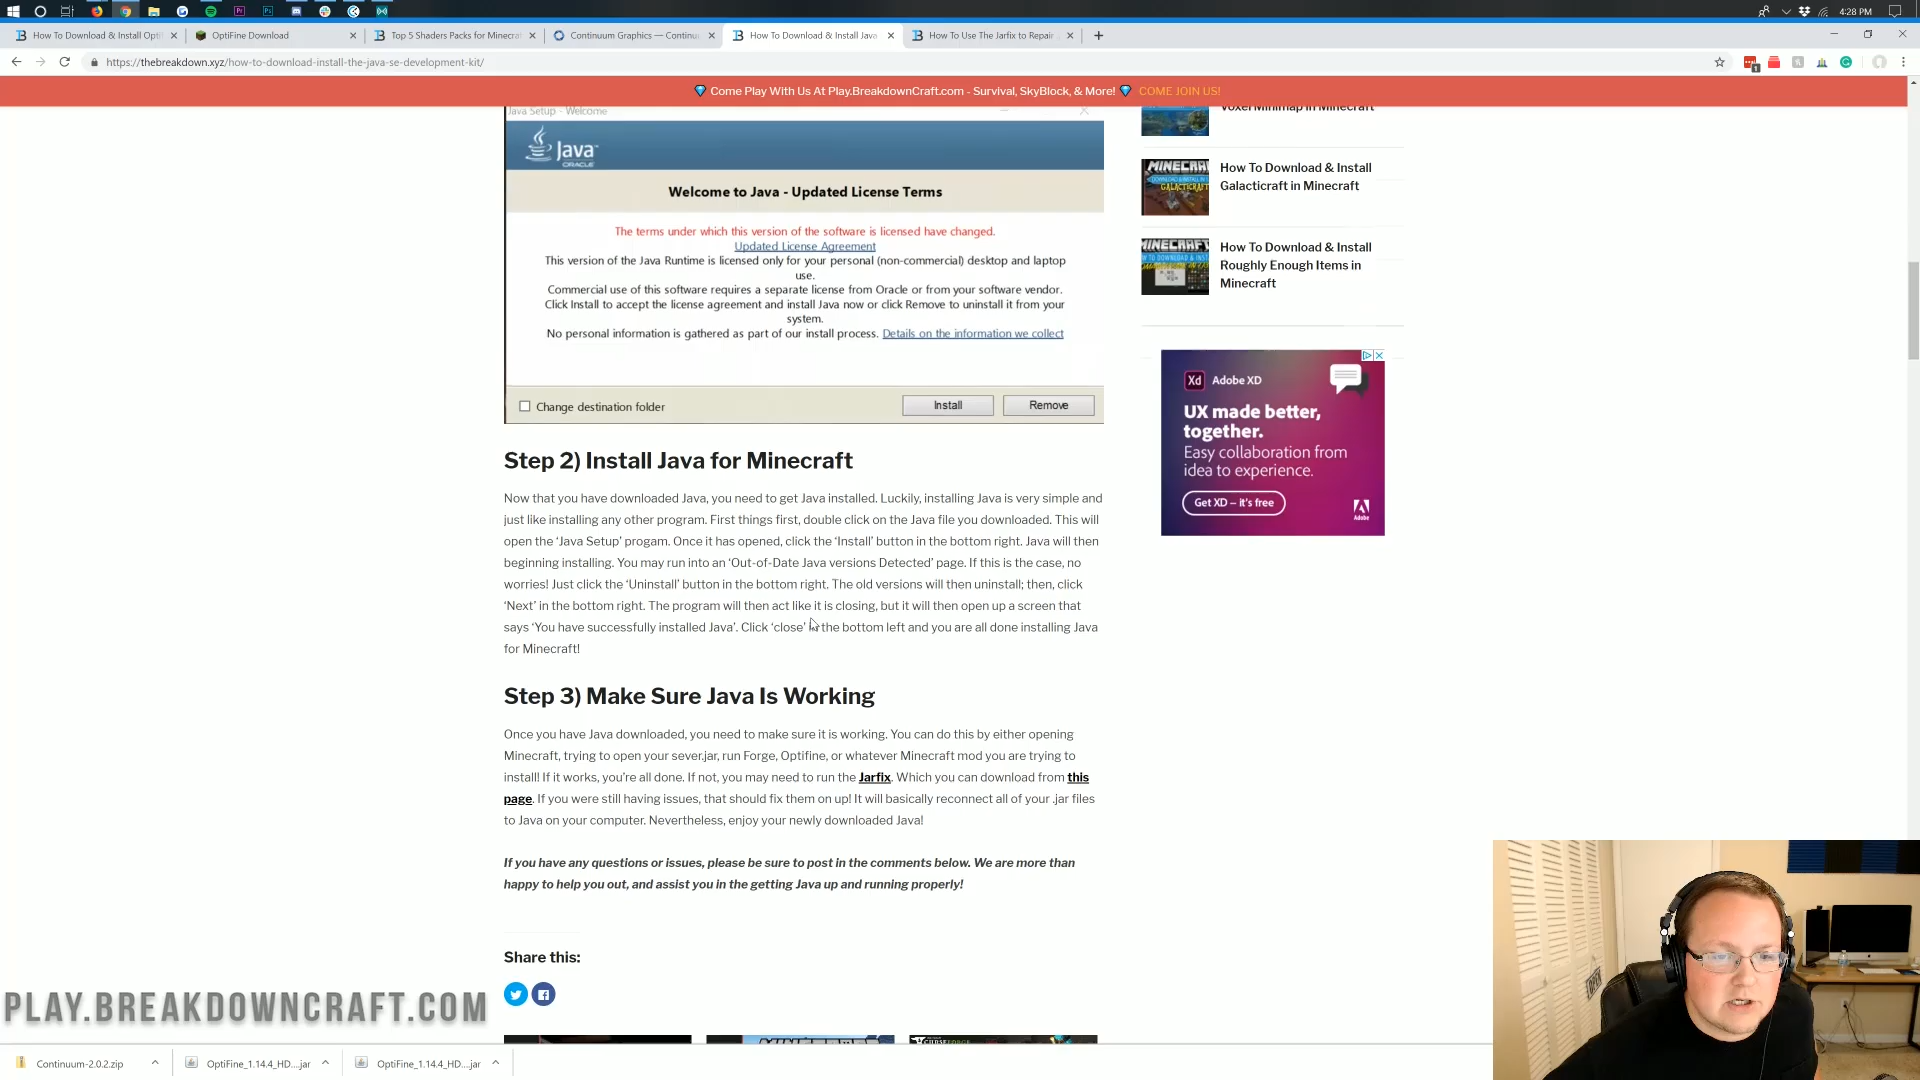 4:28 PM
How To Download & Install Opti
OptiFine Download
Top 5 Shaders Packs for Minecra
Continuum Graphics — Continu
How To Download & Install Java
How To Use The Jarfix to Repair
https://thebreakdown.xyz/how-to-download-install-the-java-se-development-kit/
Come Play With Us At Play.BreakdownCraft.com - Survival, SkyBlock, & More! COME JOIN US!
Java Setup - Welcome
Java
ORACLE
Welcome to Java - Updated License Terms
The terms under which this version of the software is licensed have changed.
Updated License Agreement
This version of the Java Runtime is licensed only for your personal (non-commercial) desktop and laptop
use.
Commercial use of this software requires a separate license from Oracle or from your software vendor.
Click Install to accept the license agreement and install Java now or click Remove to uninstall it from your
system.
No personal information is gathered as part of our install process. Details on the information we collect
Change destination folder
Install
Remove
Step 2) Install Java for Minecraft
Now that you have downloaded Java, you need to get Java installed. Luckily, installing Java is very simple and
just like installing any other program. First things first, double click on the Java file you downloaded. This will
open the ‘Java Setup’ progam. Once it has opened, click the ‘Install’ button in the bottom right. Java will then
beginning installing. You may run into an ‘Out-of-Date Java versions Detected’ page. If this is the case, no
worries! Just click the ‘Uninstall’ button in the bottom right. The old versions will then uninstall; then, click
‘Next’ in the bottom right. The program will then act like it is closing, but it will then open up a screen that
says ‘You have successfully installed Java’. Click ‘close’ in the bottom left and you are all done installing Java
for Minecraft!
Step 3) Make Sure Java Is Working
Once you have Java downloaded, you need to make sure it is working. You can do this by either opening
Minecraft, trying to open your sever.jar, run Forge, Optifine, or whatever Minecraft mod you are trying to
install! If it works, you’re all done. If not, you may need to run the Jarfix. Which you can download from this
page. If you were still having issues, that should fix them on up! It will basically reconnect all of your .jar files
to Java on your computer. Nevertheless, enjoy your newly downloaded Java!
If you have any questions or issues, please be sure to post in the comments below. We are more than
happy to help you out, and assist you in the getting Java up and running properly!
Share this:
Voxelminimap in Minecraft
How To Download & Install
Galacticraft in Minecraft
How To Download & Install
Roughly Enough Items in
Minecraft
Xd Adobe XD
UX made better,
together.
Easy collaboration from
idea to experience.
Get XD – it's free
Adobe
PLAY.BREAKDOWNCRAFT.COM
Continuum-2.0.2.zip
OptiFine_1.14.4_HD....jar
OptiFine_1.14.4_HD....jar